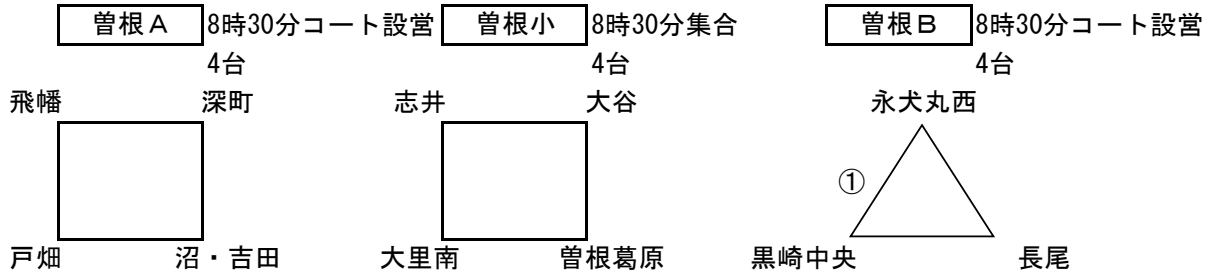 曽根Ａ 8時30分コート設営 曽根小 8時30分集合 曽根Ｂ 8時30分コート設営
4台 4台 4台
飛幡 深町 志井 大谷 永犬丸西
①
戸畑 沼・吉田 大里南 曽根葛原 黒崎中央 長尾